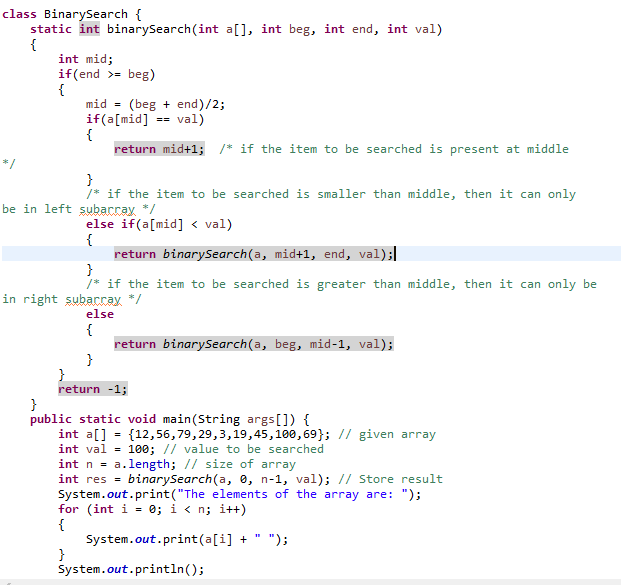 class BinarySearch {
    static int binarySearch(int a[], int beg, int end, int val)
    {
        int mid;
        if(end >= beg)
        {
            mid = (beg + end)/2;
            if(a[mid] == val)
            {
                return mid+1;  /* if the item to be searched is present at middle
*/
            }
            /* if the item to be searched is smaller than middle, then it can only
be in left subarray */
            else if(a[mid] < val)
            {
                return binarySearch(a, mid+1, end, val);
            }
            /* if the item to be searched is greater than middle, then it can only be
in right subarray */
            else
            {
                return binarySearch(a, beg, mid-1, val);
            }
        }
        return -1;
    }
    public static void main(String args[]) {
        int a[] = {12,56,79,29,3,19,45,100,69}; // given array
        int val = 100; // value to be searched
        int n = a.length; // size of array
        int res = binarySearch(a, 0, n-1, val); // Store result
        System.out.print("The elements of the array are: ");
        for (int i = 0; i < n; i++)
        {
            System.out.print(a[i] + " ");
        }
        System.out.println();